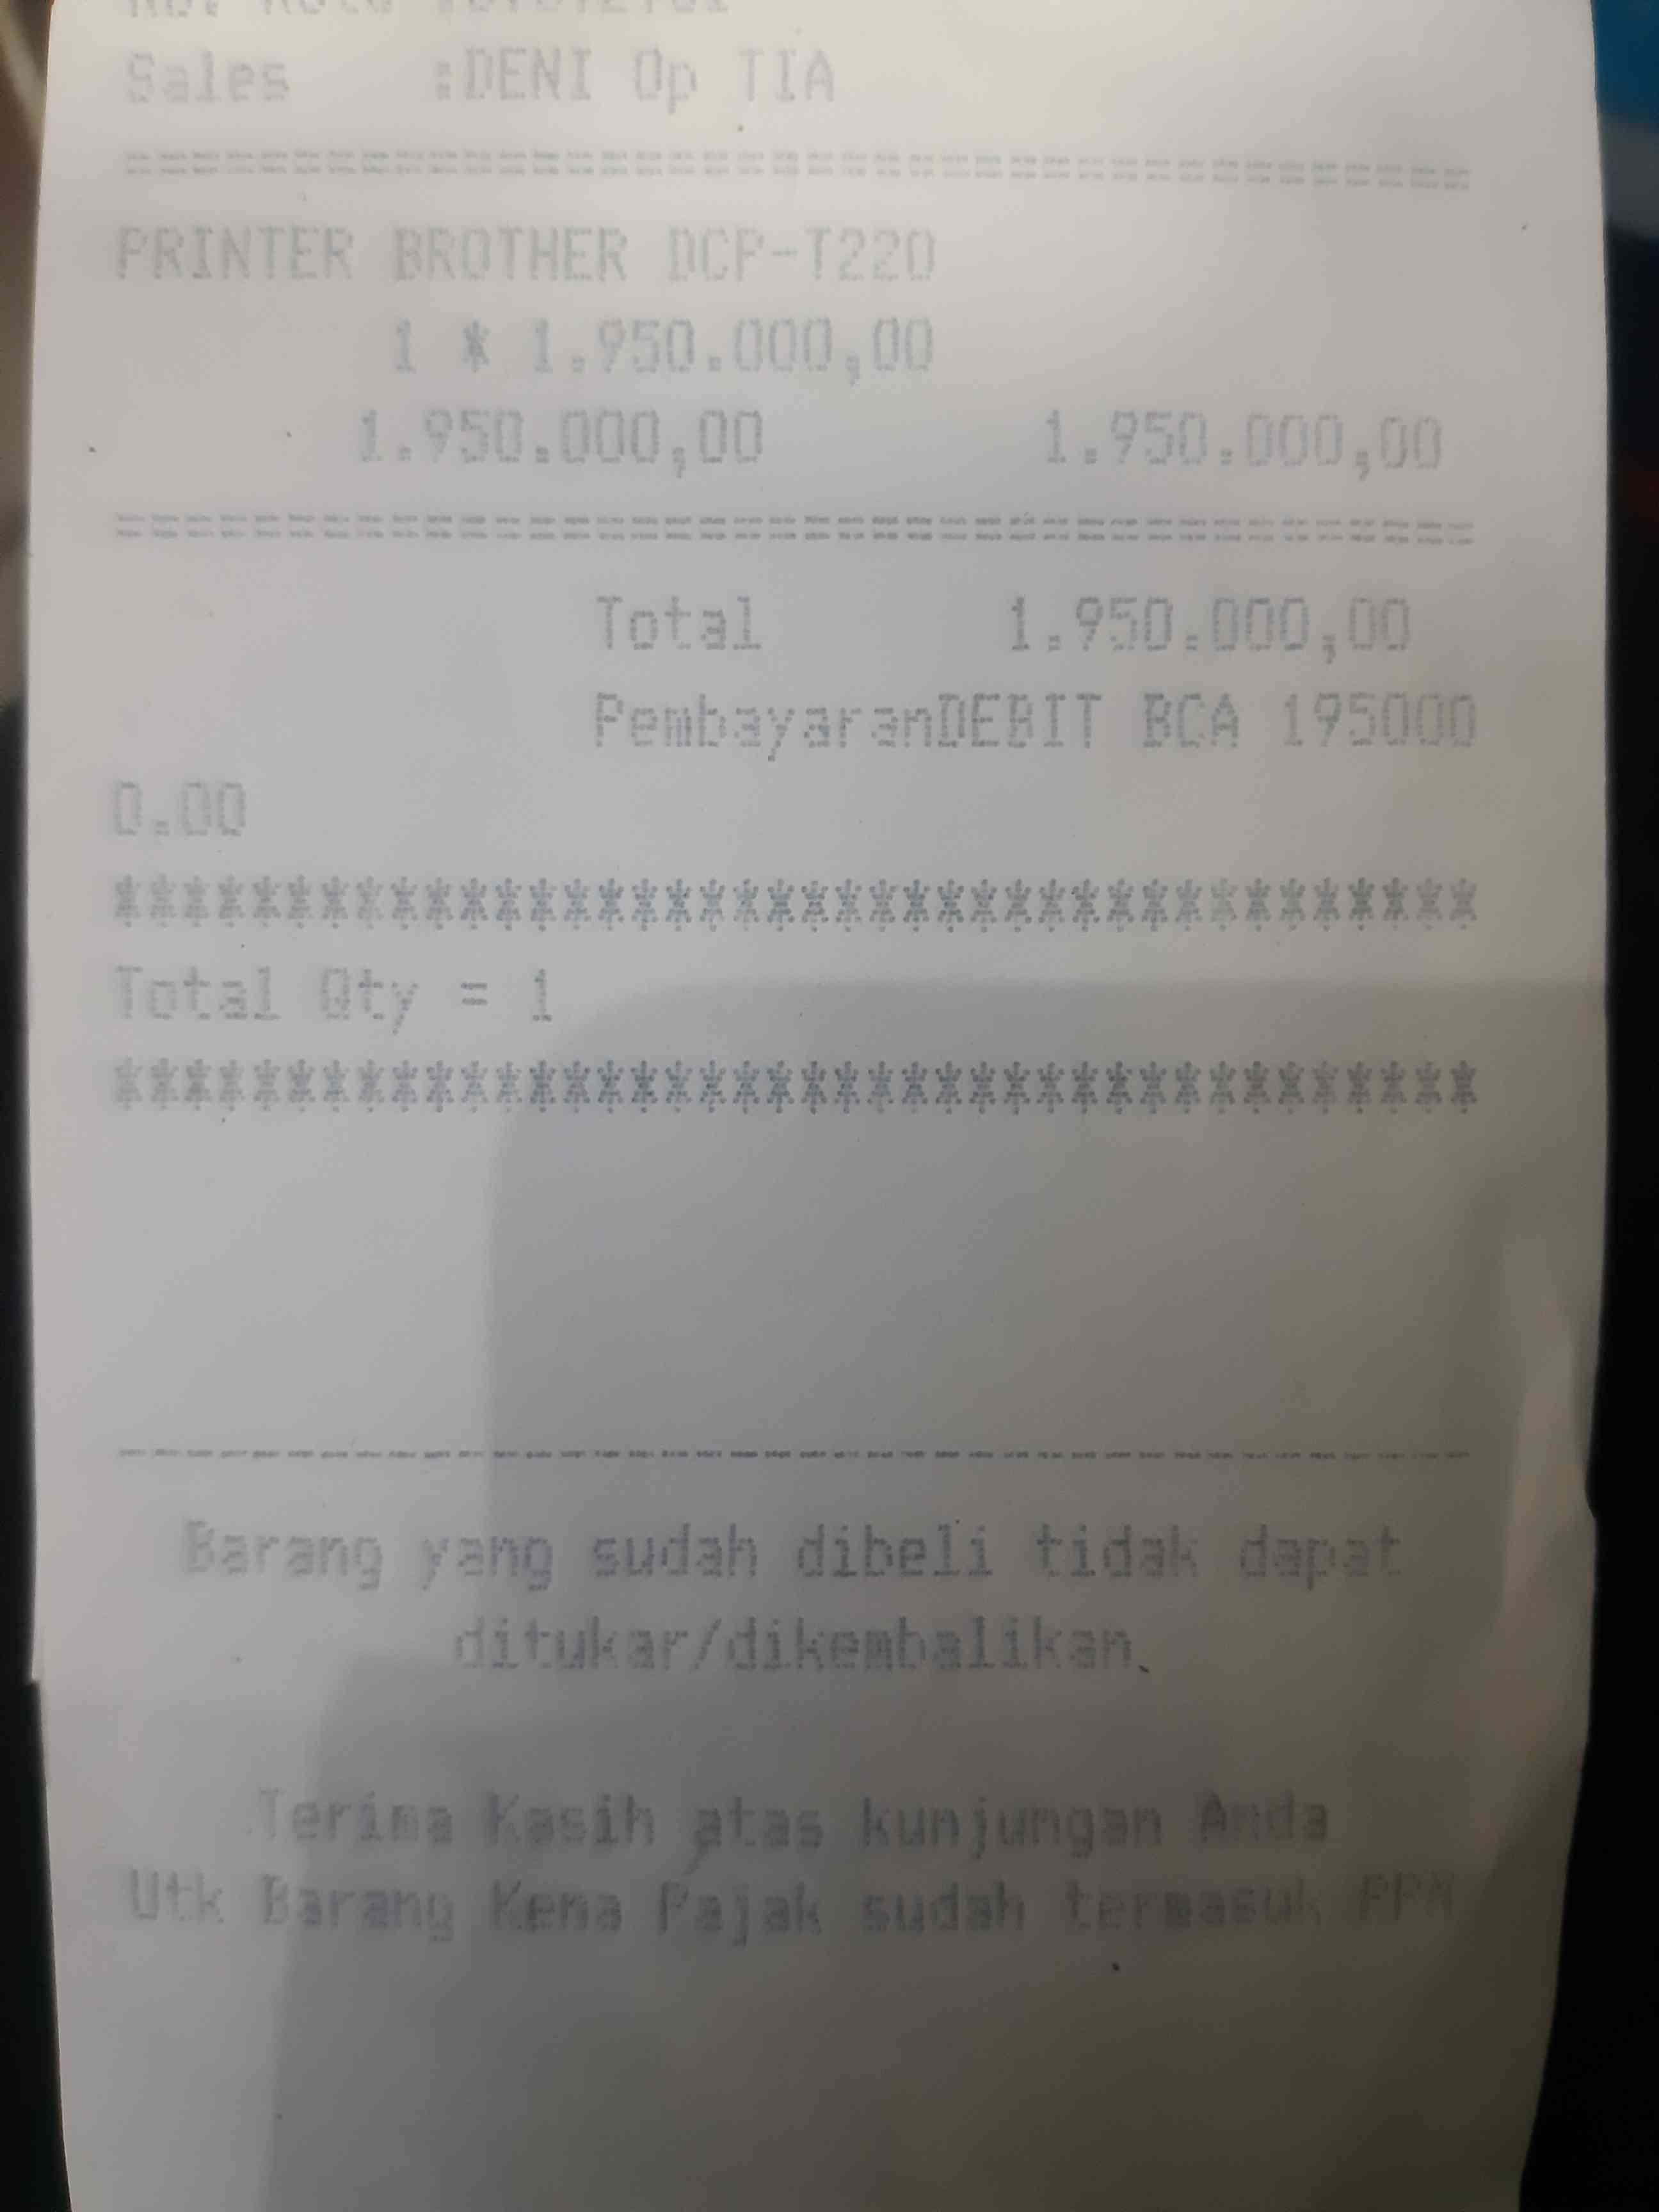 Sales :DENI Op TIA
================================
PRINTER BROTHER DCP-T220
1 * 1.950.000,00
1.950.000,00 1.950.000,00
================================
Total 1.950.000,00
PembayaranDEBIT BCA 195000
0.00
****************************************
Total Qty = 1
****************************************
----------------------------------------
Barang yang sudah dibeli tidak dapat
ditukar/dikembalikan.
Terima Kasih atas kunjungan Anda
Utk Barang Kena Pajak sudah termasuk PPN